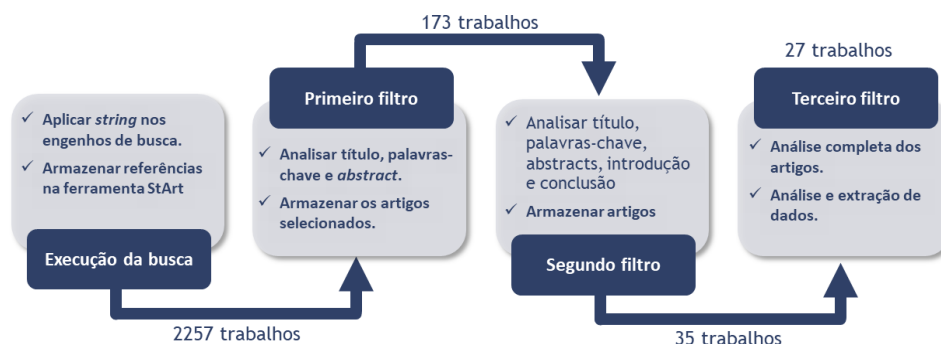 173 trabalhos
27 trabalhos
✓ Aplicar string nos
engenhos de busca.
✓ Armazenar referências
na ferramenta StArt
Execução da busca
2257 trabalhos
Primeiro filtro
✓ Analisar título, palavras-
chave e abstract.
✓ Armazenar os artigos
selecionados.
✓ Analisar título,
palavras-chave,
abstracts, introdução
e conclusão
✓ Armazenar artigos
Segundo filtro
35 trabalhos
Terceiro filtro
✓ Análise completa dos
artigos.
✓ Análise e extração de
dados.